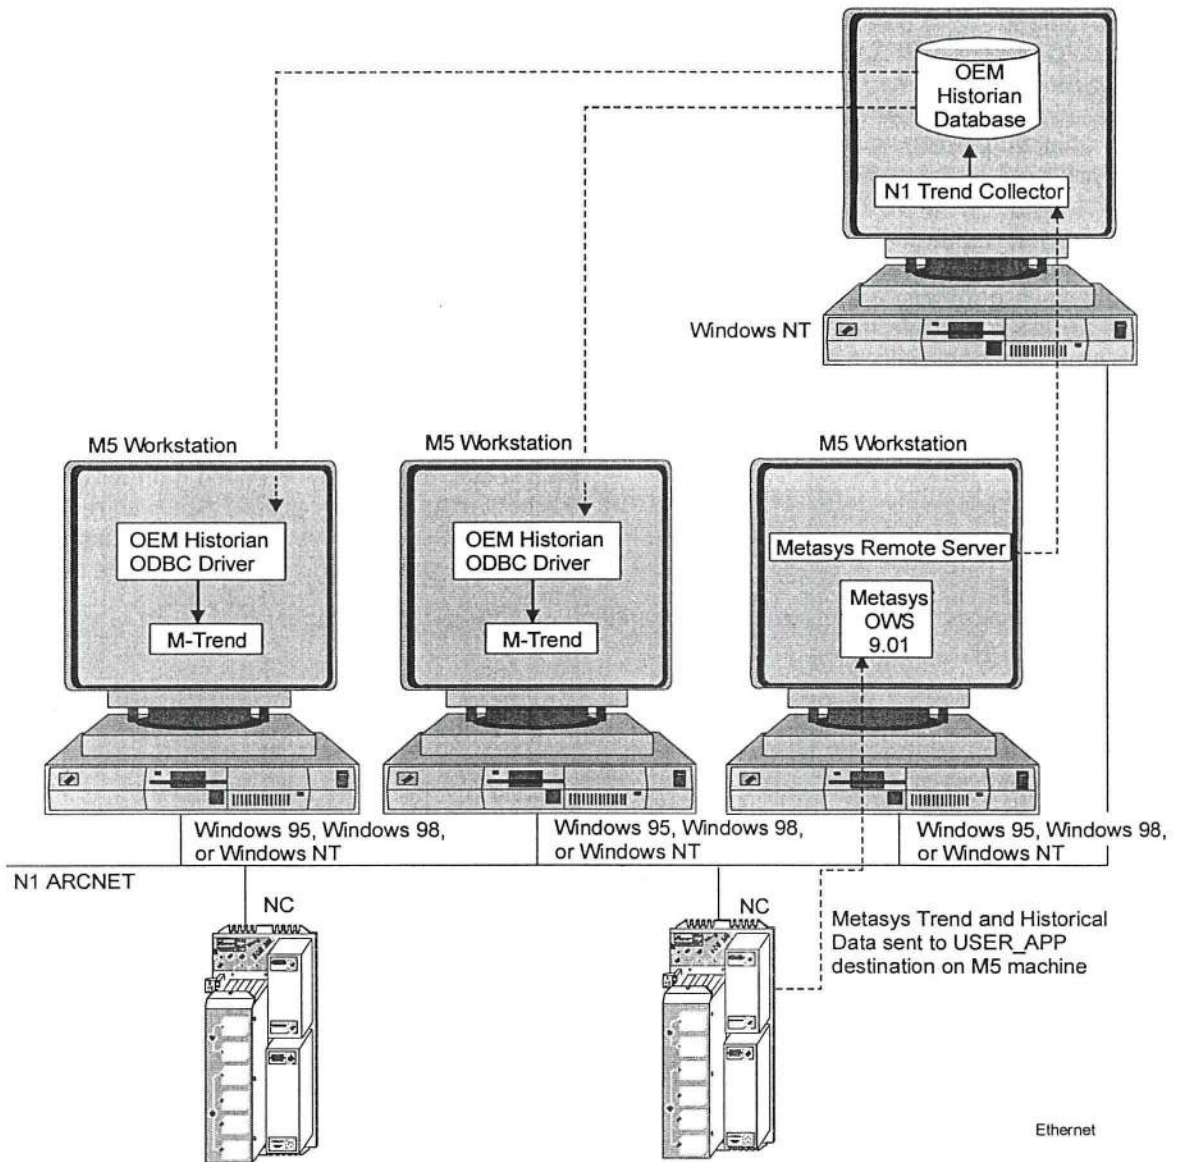 OEM
Historian
Database
N1 Trend Collector
Windows NT
M5 Workstation
M5 Workstation
M5 Workstation
OEM Historian
ODBC Driver
M-Trend
OEM Historian
ODBC Driver
M-Trend
Metasys Remote Server
Metasys
OWS
9.01
Windows 95, Windows 98,
or Windows NT
Windows 95, Windows 98,
or Windows NT
Windows 95, Windows 98,
or Windows NT
N1 ARCNET
NC
NC
Metasys Trend and Historical
Data sent to USER_APP
destination on M5 machine
Ethernet